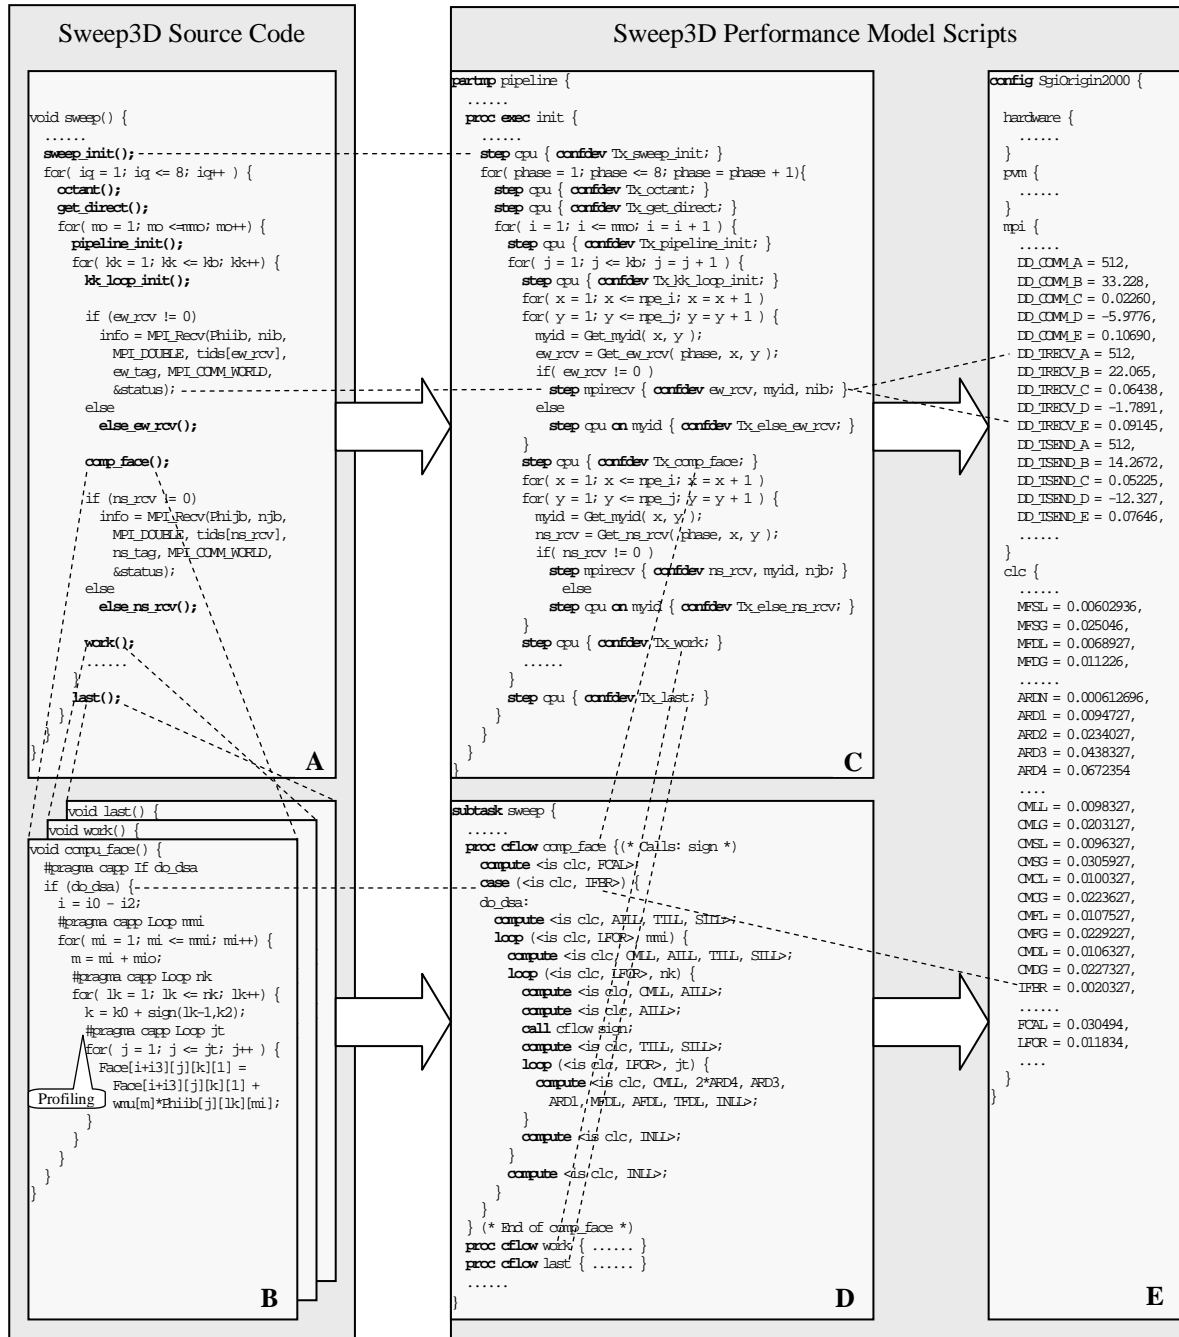 Sweep3D Source Code
void sweep() {
......
sweep_init();
for( iq = 1; iq <= 8; iq++ ) {
octant();
get_direct();
for( mo = 1; mo <=mmo; mo++) {
pipeline_init();
for( kk = 1; kk <= kb; kk++) {
kk_loop_init();
if (ew_rcv != 0)
info = MPI_Recv(Phiib, nib,
MPI_DOUBLE, tids[ew_rcv],
ew_tag, MPI_COMM_WORLD,
&status);
else
else_ew_rcv();
comp_face();
if (ns_rcv != 0)
info = MPI_Recv(Phijb, njb,
MPI_DOUBLE, tids[ns_rcv],
ns_tag, MPI_COMM_WORLD,
&status);
else
else_ns_rcv();
work();
......
}
last();
}
}
}
A
void last() {
void work() {
void compu_face() {
#pragma capp If do_dsa
if (do_dsa) {
i = i0 - i2;
#pragma capp Loop mmi
for( mi = 1; mi <= mmi; mi++) {
m = mi + mio;
#pragma capp Loop nk
for( lk = 1; lk <= nk; lk++) {
k = k0 + sign(lk-1,k2);
#pragma capp Loop jt
for( j = 1; j <= jt; j++ ) {
Face[i+i3][j][k][1] =
Face[i+i3][j][k][1] +
wmu[m]*Phiib[j][lk][mi];
Profiling
}
}
}
}
}
B
Sweep3D Performance Model Scripts
partmp pipeline {
......
proc exec init {
......
step cpu { confdev Tx_sweep_init; }
for( phase = 1; phase <= 8; phase = phase + 1){
step cpu { confdev Tx_octant; }
step cpu { confdev Tx_get_direct; }
for( i = 1; i <= mmo; i = i + 1 ) {
step cpu { confdev Tx_pipeline_init; }
for( j = 1; j <= kb; j = j + 1 ) {
step cpu { confdev Tx_kk_loop_init; }
for( x = 1; x <= npe_i; x = x + 1 )
for( y = 1; y <= npe_j; y = y + 1 ) {
myid = Get_myid( x, y );
ew_rcv = Get_ew_rcv( phase, x, y );
if( ew_rcv != 0 )
step mpirecv { confdev ew_rcv, myid, nib; }
else
step cpu on myid { confdev Tx_else_ew_rcv; }
}
step cpu { confdev Tx_comp_face; }
for( x = 1; x <= npe_i; x = x + 1 )
for( y = 1; y <= npe_j; y = y + 1 ) {
myid = Get_myid( x, y );
ns_rcv = Get_ns_rcv( phase, x, y );
if( ns_rcv != 0 )
step mpirecv { confdev ns_rcv, myid, njb; }
else
step cpu on myid { confdev Tx_else_ns_rcv; }
}
step cpu { confdev Tx_work; }
......
}
step cpu { confdev Tx_last; }
}
}
}
}
C
subtask sweep {
......
proc cflow comp_face {(* Calls: sign *)
compute <is clc, FCAL>;
case (<is clc, IFBR>) {
do_dsa:
compute <is clc, AILL, TILL, SILL>;
loop (<is clc, LFOR>, mmi) {
compute <is clc, CMLL, AILL, TILL, SILL>;
loop (<is clc, LFOR>, nk) {
compute <is clc, CMLL, AILL>;
compute <is clc, AILL>;
call cflow sign;
compute <is clc, TILL, SILL>;
loop (<is clc, LFOR>, jt) {
compute <is clc, CMLL, 2*ARD4, ARD3,
ARD1, MFDL, AFDL, TFDL, INLL>;
}
compute <is clc, INLL>;
}
compute <is clc, INLL>;
}
}
} (* End of comp_face *)
proc cflow work { ...... }
proc cflow last { ...... }
......
}
D
config SgiOrigin2000 {
hardware {
......
}
pvm {
......
}
mpi {
......
DD_COMM_A = 512,
DD_COMM_B = 33.228,
DD_COMM_C = 0.02260,
DD_COMM_D = -5.9776,
DD_COMM_E = 0.10690,
DD_TRECV_A = 512,
DD_TRECV_B = 22.065,
DD_TRECV_C = 0.06438,
DD_TRECV_D = -1.7891,
DD_TRECV_E = 0.09145,
DD_TSEND_A = 512,
DD_TSEND_B = 14.2672,
DD_TSEND_C = 0.05225,
DD_TSEND_D = -12.327,
DD_TSEND_E = 0.07646,
......
}
clc {
......
MFSL = 0.00602936,
MFSG = 0.025046,
MFDL = 0.0068927,
MFDG = 0.011226,
......
ARDN = 0.000612696,
ARD1 = 0.0094727,
ARD2 = 0.0234027,
ARD3 = 0.0438327,
ARD4 = 0.0672354
....
CMLL = 0.0098327,
CMLG = 0.0203127,
CMSL = 0.0096327,
CMSG = 0.0305927,
CMCL = 0.0100327,
CMCG = 0.0223627,
CMFL = 0.0107527,
CMFG = 0.0229227,
CMDL = 0.0106327,
CMDG = 0.0227327,
IFBR = 0.0020327,
......
FCAL = 0.030494,
LFOR = 0.011834,
....
}
}
E